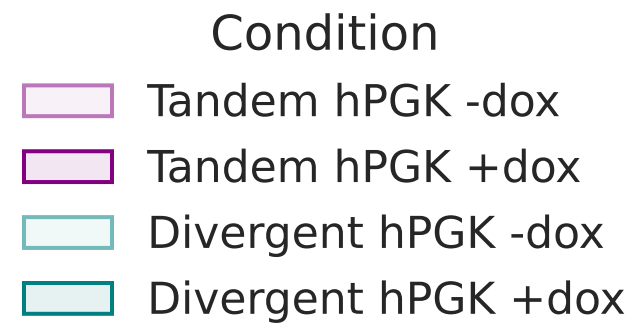 Condition
Tandem hPGK -dox
Tandem hPGK +dox
Divergent hPGK -dox
Divergent hPGK +dox